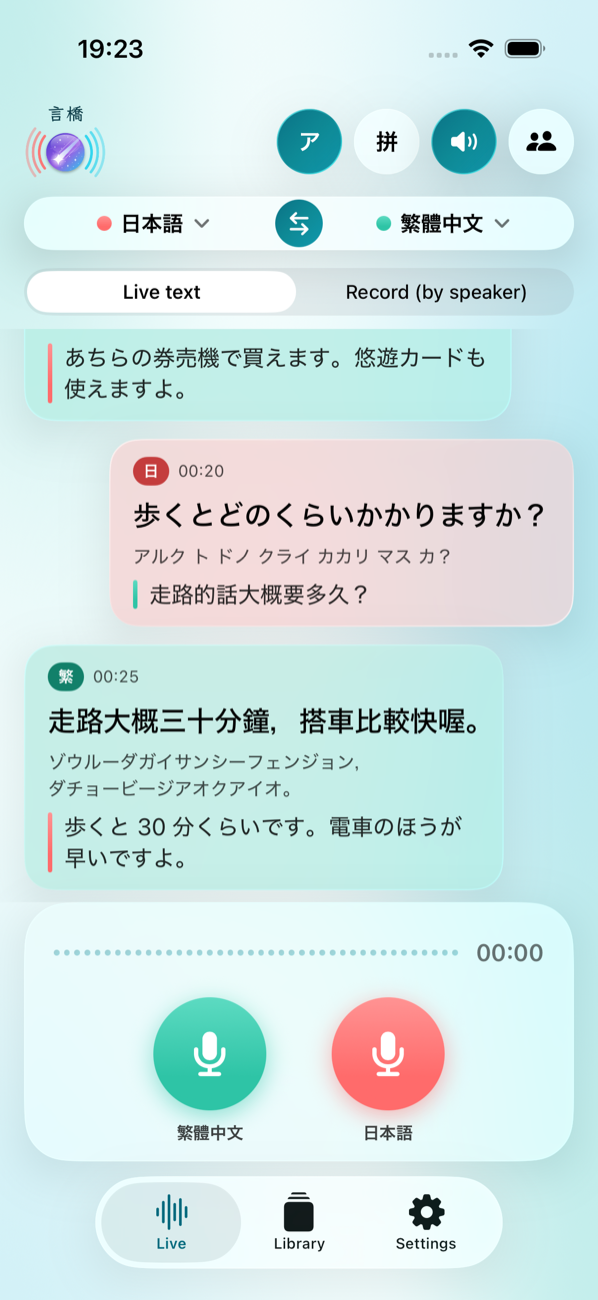 19:23
言橋
ア
拼
日本語
繁體中文
Live text
Record (by speaker)
あちらの券売機で買えます。悠遊カードも
使えますよ。
日 00:20
歩くとどのくらいかかりますか？
アルク ト ドノ クライ カカリ マス カ？
走路的話大概要多久？
繁 00:25
走路大概三十分鐘，搭車比較快喔。
ゾウルーダガイサンシーフェンジョン，
ダチョービージアオクアイオ。
歩くと 30 分くらいです。電車のほうが
早いですよ。
00:00
繁體中文
日本語
Live
Library
Settings